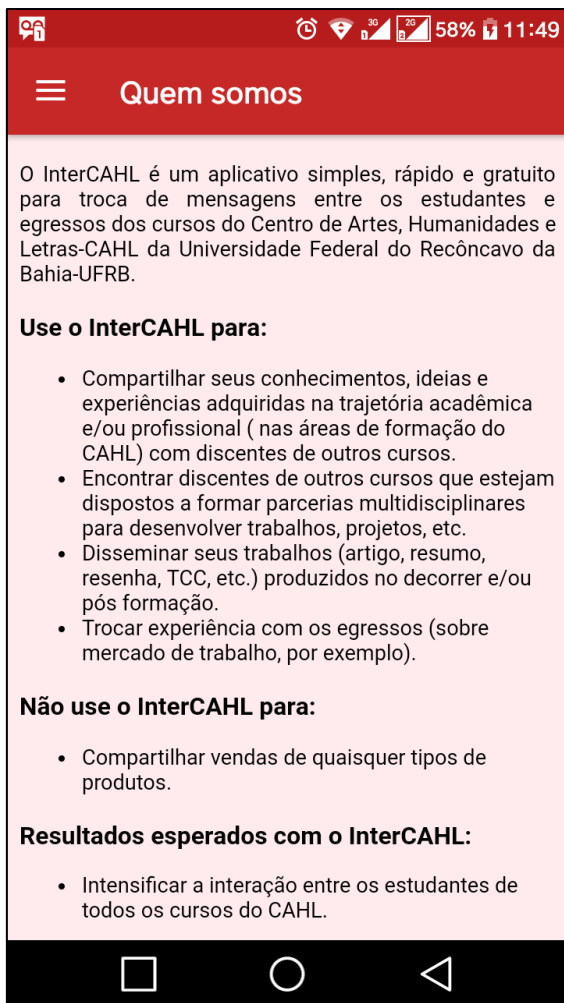 3G 1 2G 2 58% 11:49
Quem somos
O InterCAHL é um aplicativo simples, rápido e gratuito
para troca de mensagens entre os estudantes e
egressos dos cursos do Centro de Artes, Humanidades e
Letras-CAHL da Universidade Federal do Recôncavo da
Bahia-UFRB.
Use o InterCAHL para:
• Compartilhar seus conhecimentos, ideias e
experiências adquiridas na trajetória acadêmica
e/ou profissional ( nas áreas de formação do
CAHL) com discentes de outros cursos.
• Encontrar discentes de outros cursos que estejam
dispostos a formar parcerias multidisciplinares
para desenvolver trabalhos, projetos, etc.
• Disseminar seus trabalhos (artigo, resumo,
resenha, TCC, etc.) produzidos no decorrer e/ou
pós formação.
• Trocar experiência com os egressos (sobre
mercado de trabalho, por exemplo).
Não use o InterCAHL para:
• Compartilhar vendas de quaisquer tipos de
produtos.
Resultados esperados com o InterCAHL:
• Intensificar a interação entre os estudantes de
todos os cursos do CAHL.